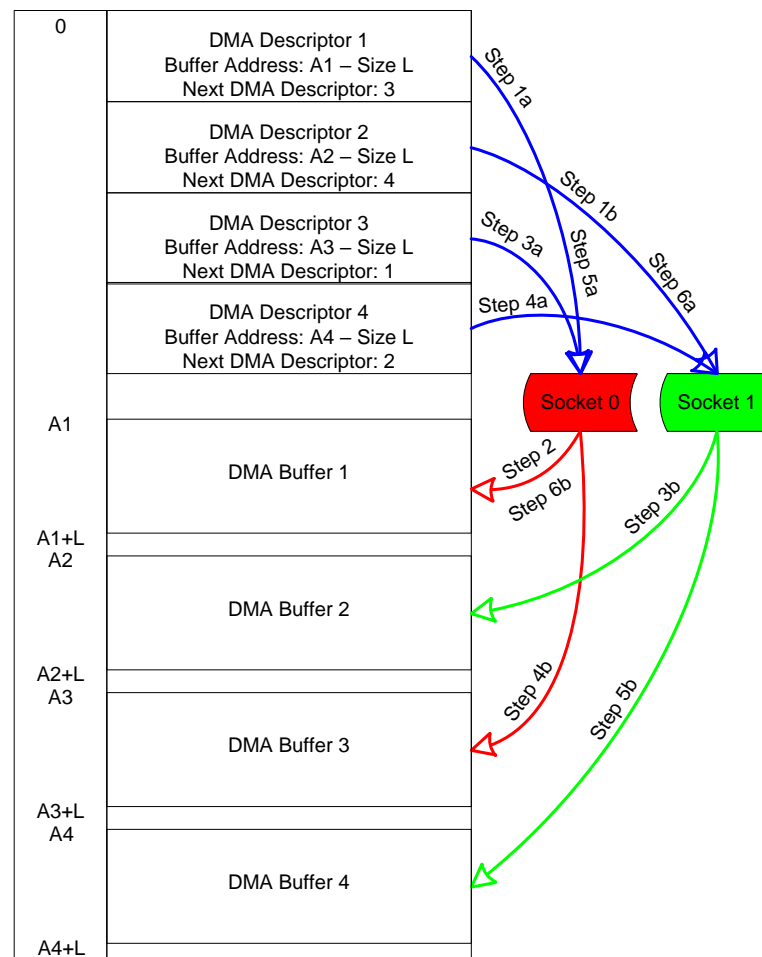 0
DMA Descriptor 1
Buffer Address: A1 – Size L
Next DMA Descriptor: 3
DMA Descriptor 2
Buffer Address: A2 – Size L
Next DMA Descriptor: 4
DMA Descriptor 3
Buffer Address: A3 – Size L
Next DMA Descriptor: 1
DMA Descriptor 4
Buffer Address: A4 – Size L
Next DMA Descriptor: 2
Step 1a
Step 1b
Step 3a
Step 5a
Step 6a
Step 4a
Socket 0
Socket 1
A1
DMA Buffer 1
Step 2
Step 6b
Step 3b
A1+L
A2
DMA Buffer 2
A2+L
A3
Step 4b
Step 5b
DMA Buffer 3
A3+L
A4
DMA Buffer 4
A4+L